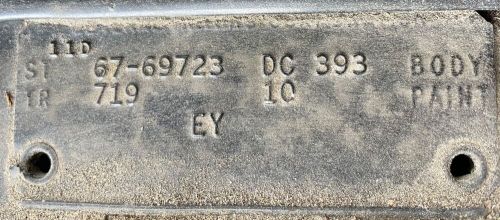 11D
ST 67-69723 DC 393 BODY
TR 719 10 PAINT
EY